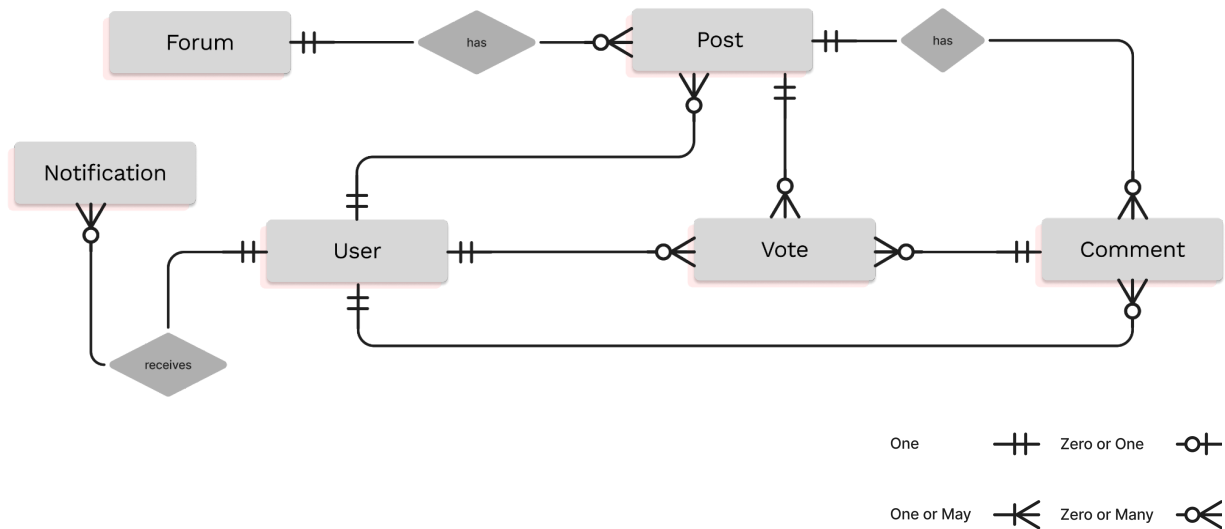 Forum
has
Post
has
Notification
User
Vote
Comment
receives
One
Zero or One
One or May
Zero or Many